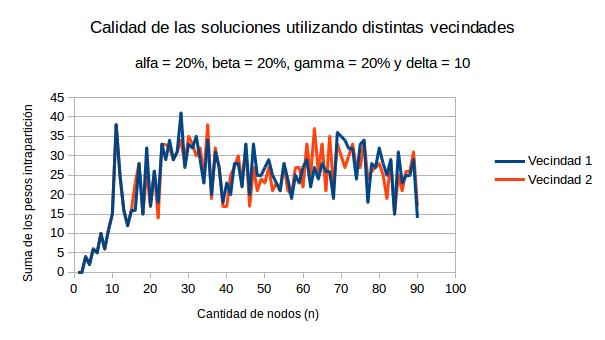 Calidad de las soluciones utilizando distintas vecindades
alfa = 20%, beta = 20%, gamma = 20% y delta = 10
Suma de los pesos intrapartición
45
40
35
30
25
20
15
10
5
0
0 10 20 30 40 50 60 70 80 90 100
Cantidad de nodos (n)
Vecindad 1
Vecindad 2